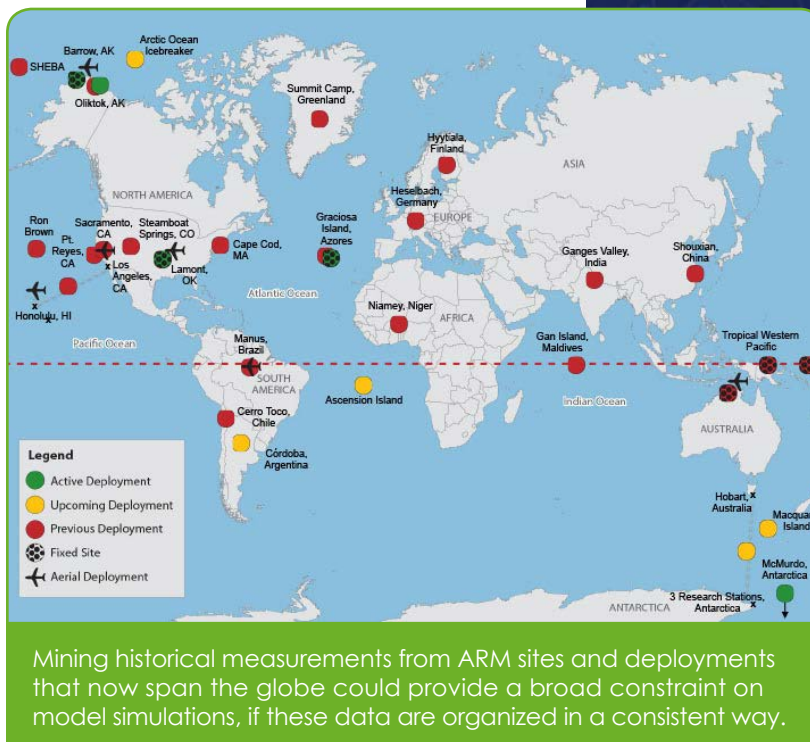 Arctic Ocean
Icebreaker
Barrow, AK
SHEBA
Oliktok, AK
Summit Camp,
Greenland
Hyytiala,
Finland
ASIA
NORTH AMERICA
Heselbach,
Germany
EUROPE
Ron
Brown
Pt.
Reyes,
CA
Sacramento,
CA
Steamboat
Springs, CO
Cape Cod,
MA
Graciosa
Island,
Azores
Ganges Valley,
India
Shouxian,
China
Los
Angeles,
CA
Lamont,
OK
Atlantic Ocean
Honolulu, HI
Niamey, Niger
AFRICA
Pacific Ocean
Manus,
Brazil
Gan Island,
Maldives
Tropical Western
Pacific
SOUTH
AMERICA
Ascension Island
Indian Ocean
Cerro Toco,
Chile
AUSTRALIA
Córdoba,
Argentina
Legend
Active Deployment
Upcoming Deployment
Previous Deployment
Fixed Site
Aerial Deployment
Hobart,
Australia
Macquar
Island
McMurdo,
Antarctica
3 Research Stations,
Antarctica
ANTARCTICA
Mining historical measurements from ARM sites and deployments
that now span the globe could provide a broad constraint on
model simulations, if these data are organized in a consistent way.